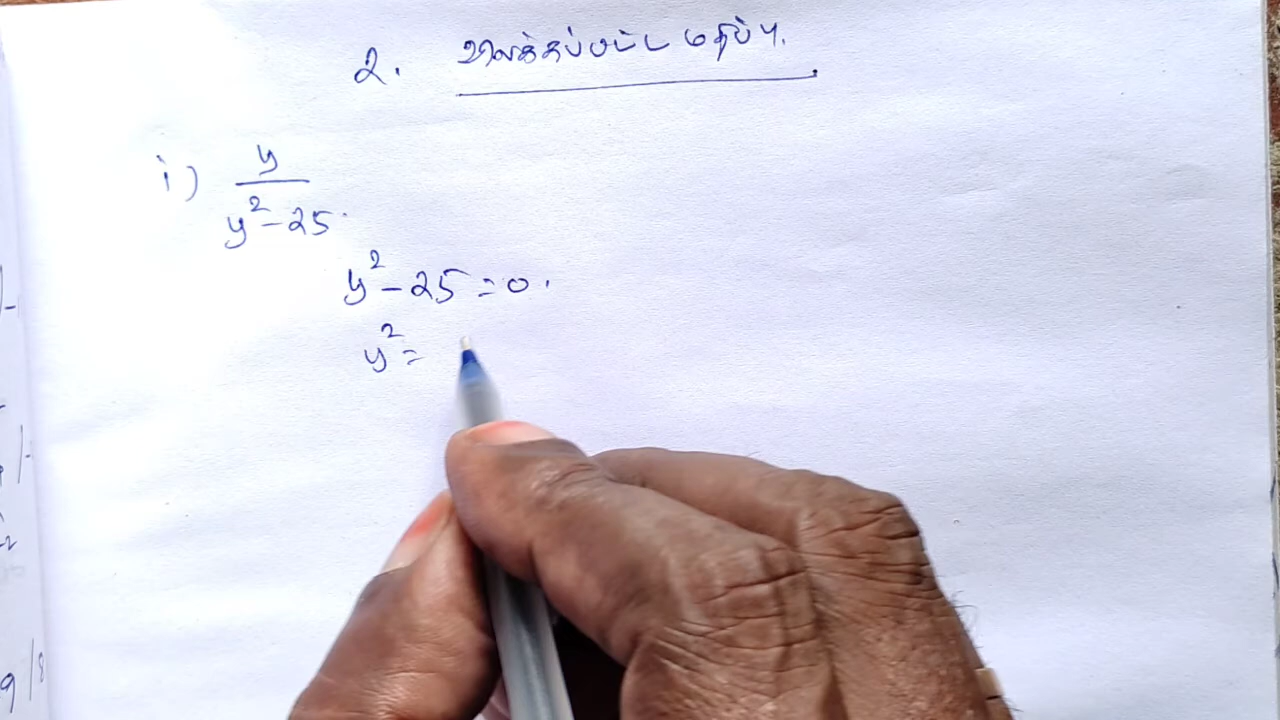 2. விலக்கப்பட்ட மதிப்பு.
i) y
y² - 25.
y² - 25 = 0.
y² =